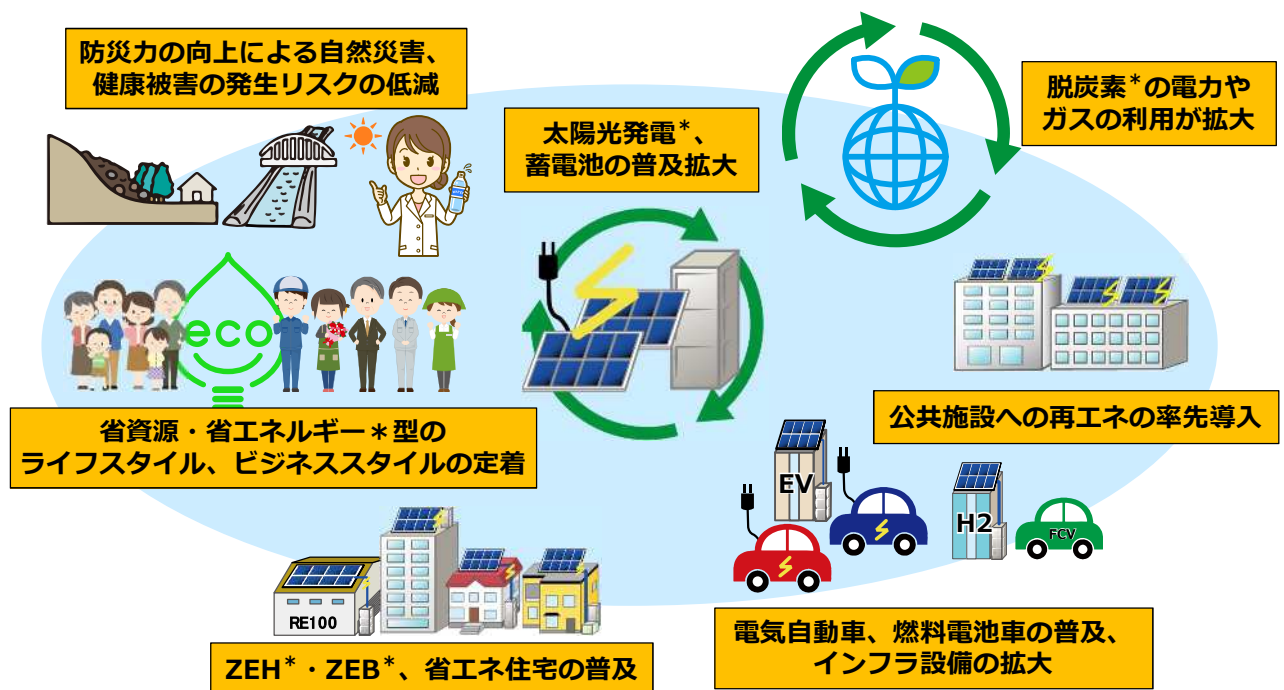 防災力の向上による自然災害、
健康被害の発生リスクの低減
太陽光発電*、
蓄電池の普及拡大
脱炭素*の電力や
ガスの利用が拡大
eco
省資源・省エネルギー＊型の
ライフスタイル、ビジネススタイルの定着
公共施設への再エネの率先導入
EV
H2
FCV
RE100
ZEH*・ZEB*、省エネ住宅の普及
電気自動車、燃料電池車の普及、
インフラ設備の拡大